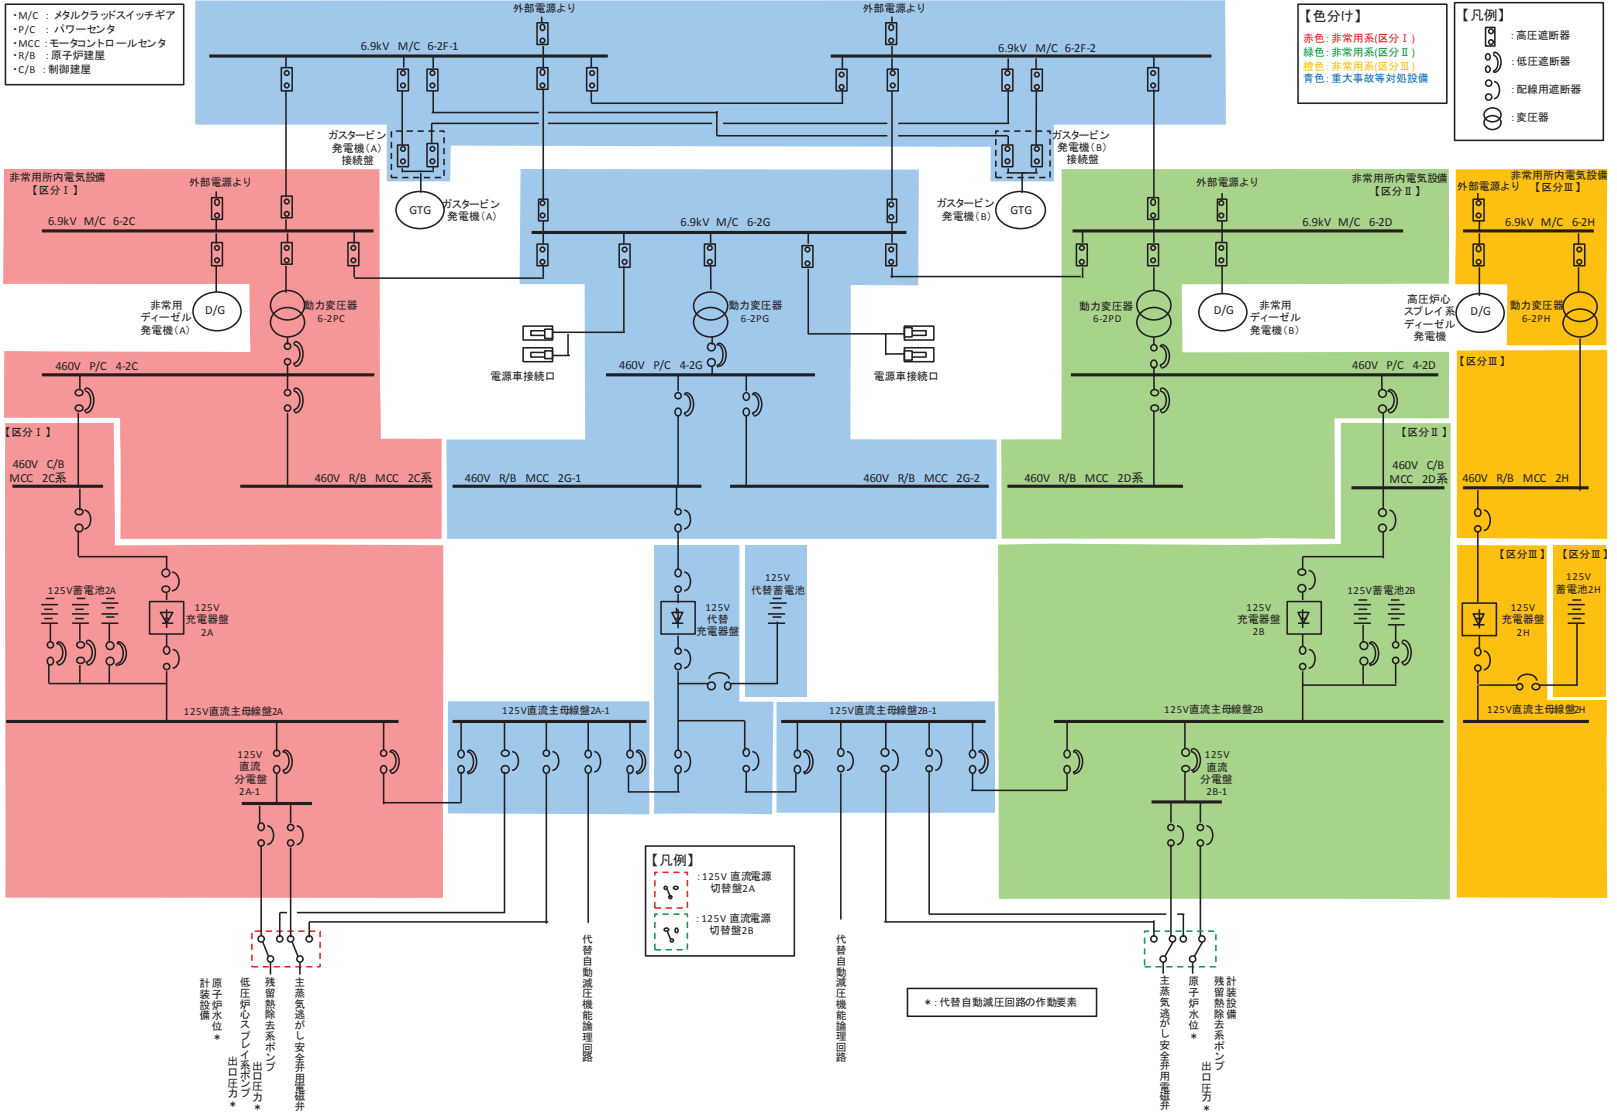 ・M/C : メタルクラッドスイッチギア
・P/C : パワーセンタ
・MCC : モータコントロールセンタ
・R/B : 原子炉建屋
・C/B : 制御建屋
外部電源より
外部電源より
6.9kV M/C 6-2F-1
6.9kV M/C 6-2F-2
【色分け】
赤色: 非常用系(区分Ⅰ)
緑色: 非常用系(区分Ⅱ)
橙色: 非常用系(区分Ⅲ)
青色: 重大事故等対処設備
【凡例】
:高圧遮断器
:低圧遮断器
:配線用遮断器
:変圧器
ガスタービン
発電機(A)
接続盤
ガスタービン
発電機(B)
接続盤
GTG
ガスタービン
発電機(A)
ガスタービン
発電機(B)
GTG
非常用所内電気設備
【区分Ⅰ】
外部電源より
6.9kV M/C 6-2C
6.9kV M/C 6-2G
外部電源より
非常用所内電気設備
【区分Ⅱ】
6.9kV M/C 6-2D
非常用所内電気設備
【区分Ⅲ】
外部電源より
6.9kV M/C 6-2H
非常用
ディーゼル
発電機(A)
D/G
動力変圧器
6-2PC
動力変圧器
6-2PG
動力変圧器
6-2PD
D/G
非常用
ディーゼル
発電機(B)
高圧炉心
スプレイ系
ディーゼル
発電機
D/G
動力変圧器
6-2PH
460V P/C 4-2C
電源車接続口
460V P/C 4-2G
電源車接続口
460V P/C 4-2D
【区分Ⅲ】
【区分Ⅰ】
460V C/B
MCC 2C系
460V R/B MCC 2C系
460V R/B MCC 2G-1
460V R/B MCC 2G-2
460V R/B MCC 2D系
【区分Ⅱ】
460V C/B
MCC 2D系
460V R/B MCC 2H
125V蓄電池2A
125V
充電器盤
2A
125V
代替
充電器盤
125V
代替蓄電池
125V
充電器盤
2B
125V蓄電池2B
【区分Ⅲ】
125V
充電器盤
2H
【区分Ⅲ】
125V
蓄電池2H
125V直流主母線盤2A
125V直流主母線盤2A-1
125V直流主母線盤2B-1
125V直流主母線盤2B
125V直流主母線盤2H
125V
直流
分電盤
2A-1
125V
直流
分電盤
2B-1
【凡例】
:125V 直流電源
切替盤2A
:125V 直流電源
切替盤2B
原子炉水位*
計装設備
低圧炉心スプレイ系ポンプ
出口圧力*
残留熱除去系ポンプ
出口圧力*
主蒸気逃がし安全弁用電磁弁
代替自動減圧機能論理回路
代替自動減圧機能論理回路
*:代替自動減圧回路の作動要素
主蒸気逃がし安全弁用電磁弁
原子炉水位*
計装設備
残留熱除去系ポンプ
出口圧力*